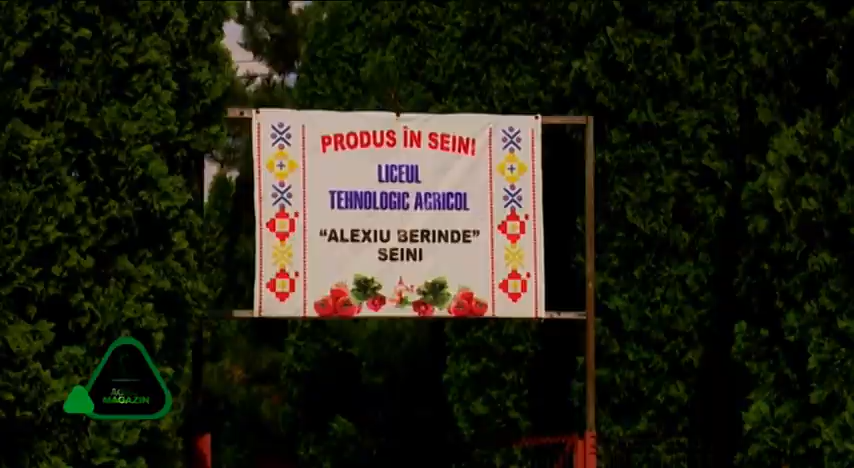 PRODUS ÎN SEINI
LICEUL
TEHNOLOGIC AGRICOL
"ALEXIU BERINDE"
SEINI
MAGAZIN